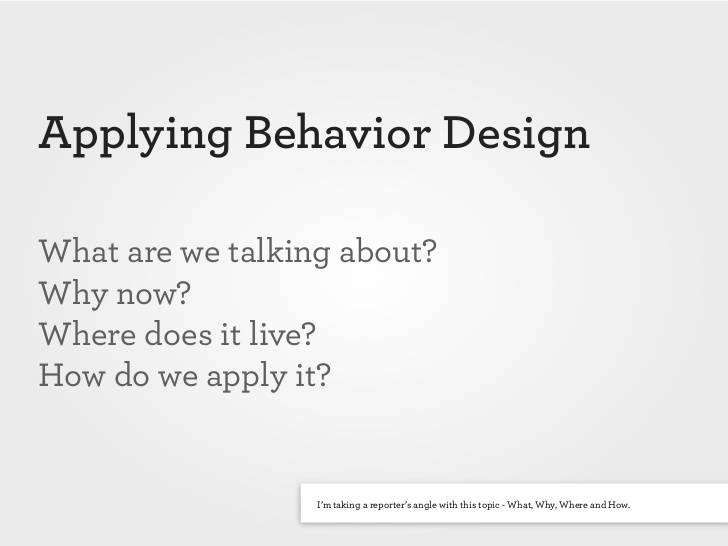 Applying Behavior Design
What are we talking about?
Why now?
Where does it live?
How do we apply it?
I'm taking a reporter's angle with this topic - What, Why, Where and How.